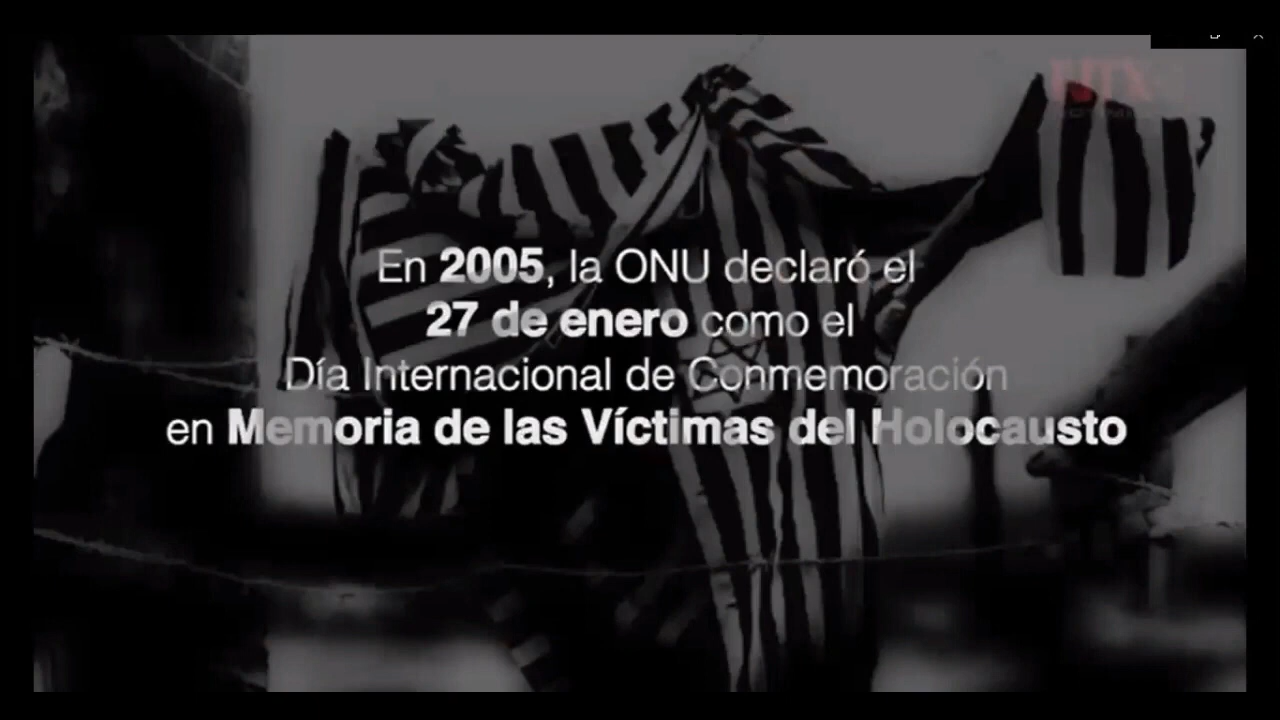 En 2005, la ONU declaró el
27 de enero como el
Día Internacional de Conmemoración
en Memoria de las Víctimas del Holocausto